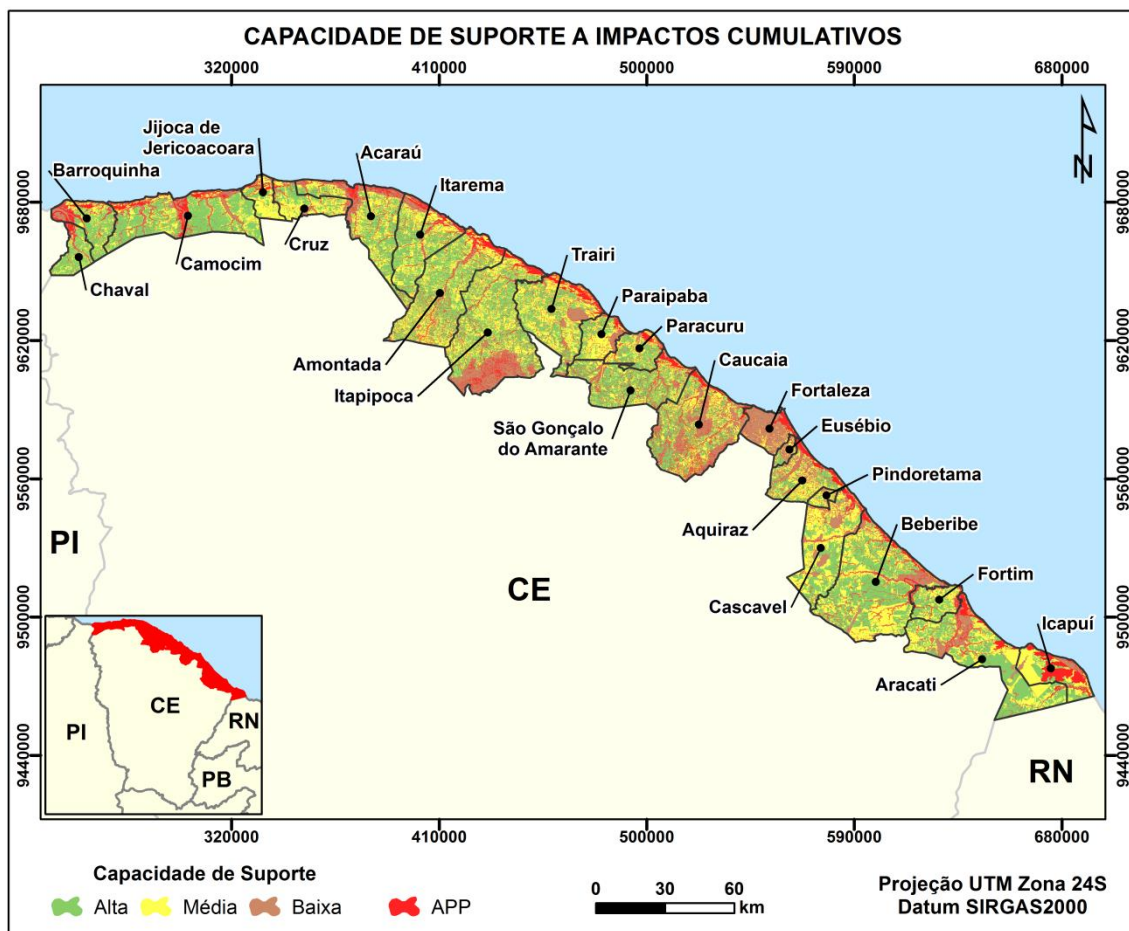 CAPACIDADE DE SUPORTE A IMPACTOS CUMULATIVOS
320000 410000 500000 590000 680000
9680000
9620000
9560000
9500000
9440000
9680000
9620000
9560000
9500000
9440000
N
Jijoca de
Jericoacoara
Barroquinha
Acaraú
Itarema
Cruz
Camocim
Chaval
Trairi
Paraipaba
Paracuru
Amontada
Itapipoca
Caucaia
São Gonçalo
do Amarante
Fortaleza
Eusébio
Pindoretama
Aquiraz
Beberibe
Cascavel
Fortim
Icapuí
Aracati
PI
CE
RN
PI
CE
RN
PB
320000 410000 500000 590000 680000
Capacidade de Suporte
Alta Média Baixa APP
0 30 60
km
Projeção UTM Zona 24S
Datum SIRGAS2000